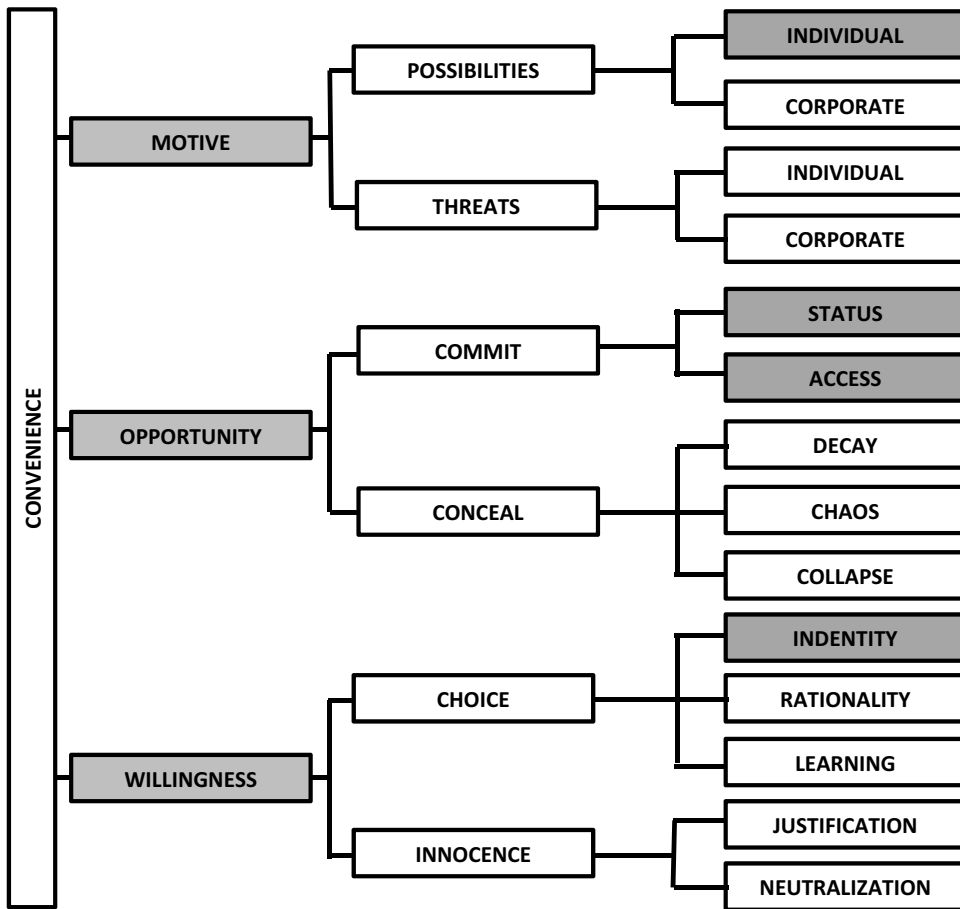 CONVENIENCE
MOTIVE
POSSIBILITIES
INDIVIDUAL
CORPORATE
THREATS
INDIVIDUAL
CORPORATE
OPPORTUNITY
COMMIT
STATUS
ACCESS
CONCEAL
DECAY
CHAOS
COLLAPSE
WILLINGNESS
CHOICE
INDENTITY
RATIONALITY
LEARNING
INNOCENCE
JUSTIFICATION
NEUTRALIZATION